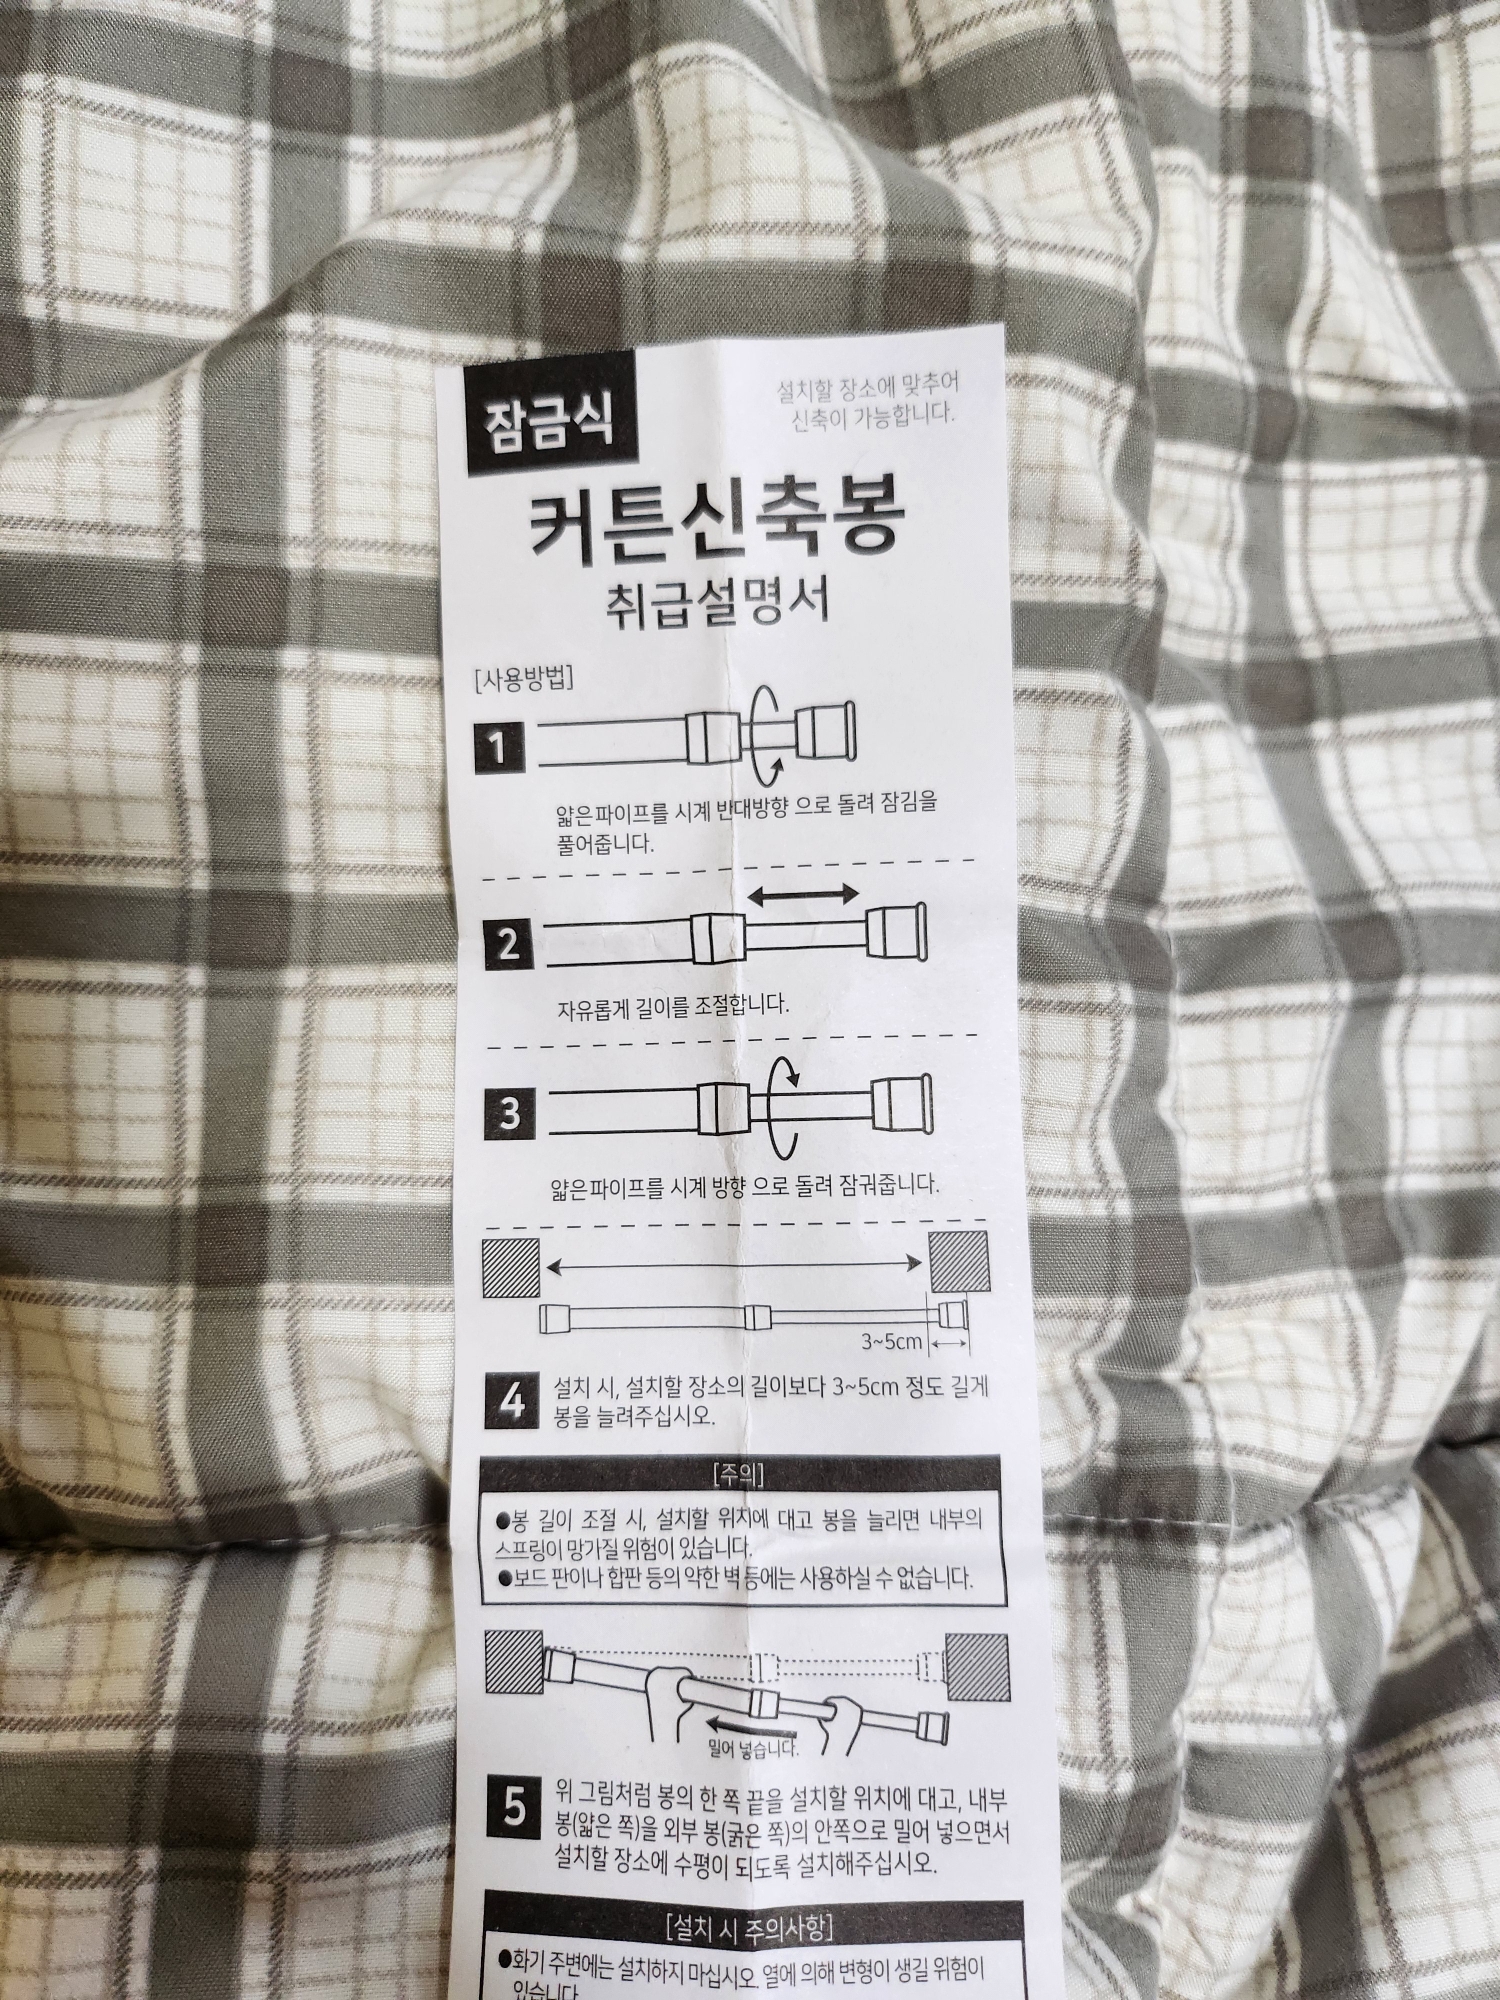 잠금식
설치할 장소에 맞추어
신축이 가능합니다.
커튼신축봉
취급설명서
[사용방법]
1
얇은파이프를 시계 반대방향 으로 돌려 잠김을
풀어줍니다.
2
자유롭게 길이를 조절합니다.
3
얇은파이프를 시계 방향 으로 돌려 잠궈줍니다.
3~5cm
4
설치 시, 설치할 장소의 길이보다 3~5cm 정도 길게
봉을 늘려주십시오.
[주의]
●봉 길이 조절 시, 설치할 위치에 대고 봉을 늘리면 내부의
스프링이 망가질 위험이 있습니다.
●보드 판이나 합판 등의 약한 벽 등에는 사용하실 수 없습니다.
밀어 넣습니다.
5
위 그림처럼 봉의 한 쪽 끝을 설치할 위치에 대고, 내부
봉(얇은 쪽)을 외부 봉(굵은 쪽)의 안쪽으로 밀어 넣으면서
설치할 장소에 수평이 되도록 설치해주십시오.
[설치 시 주의사항]
●화기 주변에는 설치하지 마십시오. 열에 의해 변형이 생길 위험이
있습니다.